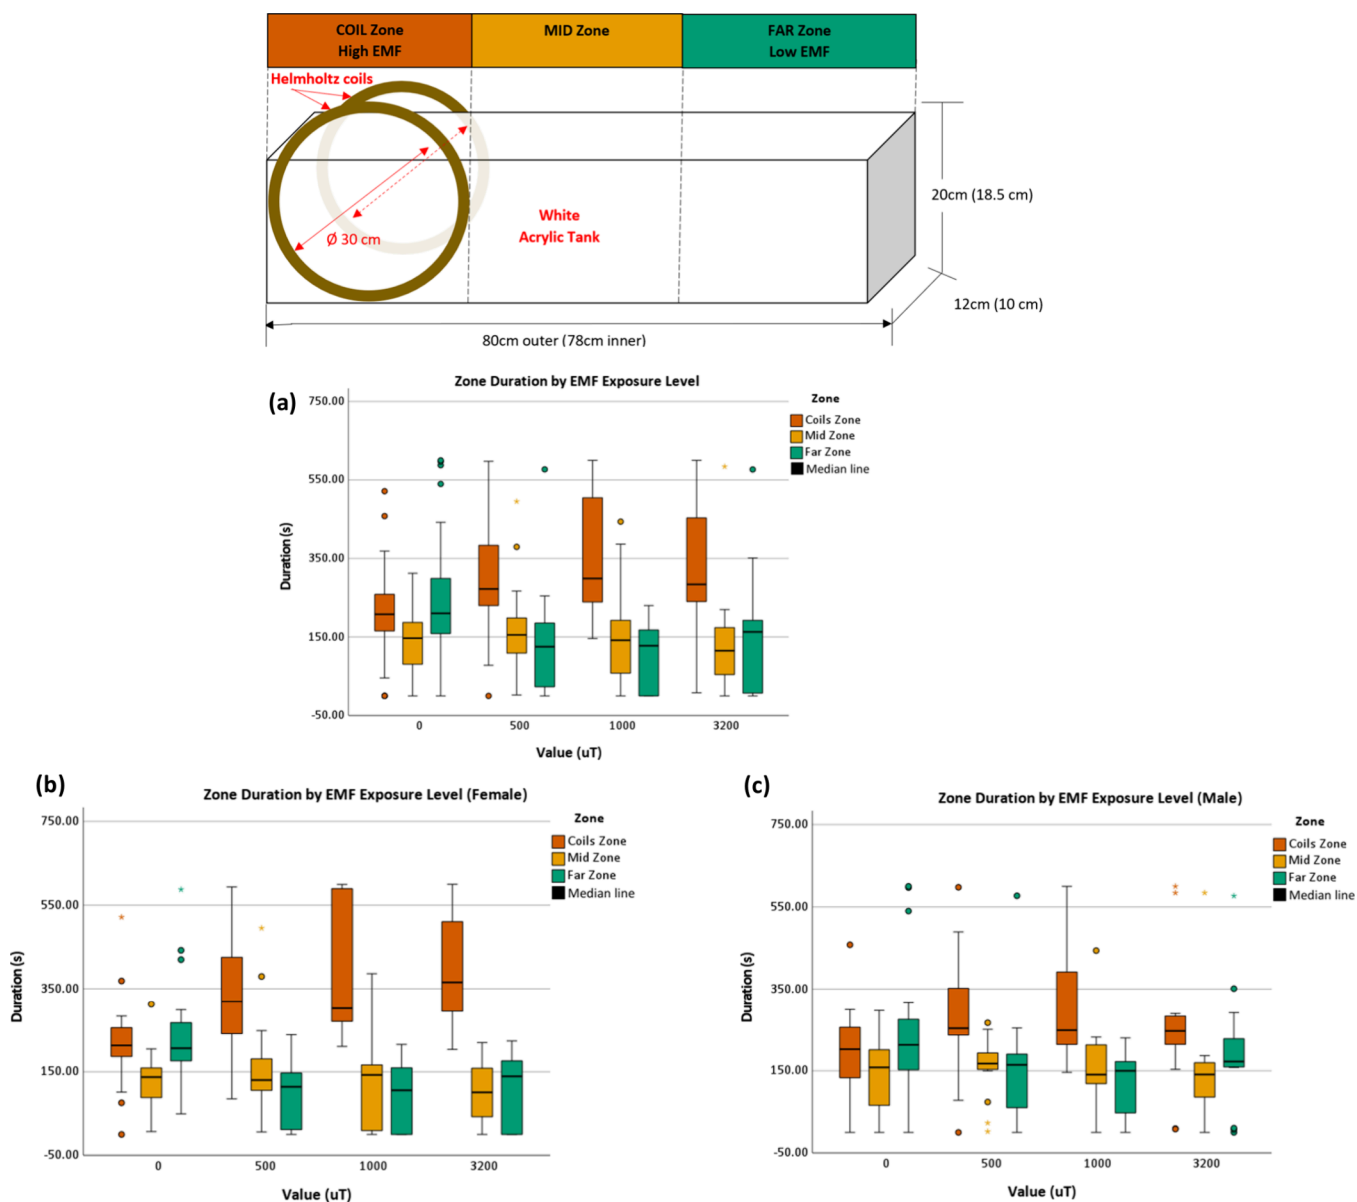 COIL Zone
High EMF
MID Zone
FAR Zone
Low EMF
Helmholtz coils
Ø 30 cm
White
Acrylic Tank
20cm (18.5 cm)
12cm (10 cm)
80cm outer (78cm inner)
(a)
Zone Duration by EMF Exposure Level
Zone
Coils Zone
Mid Zone
Far Zone
Median line
750.00
550.00
350.00
150.00
-50.00
Duration (s)
0
500
1000
3200
Value (uT)
(b)
Zone Duration by EMF Exposure Level (Female)
Zone
Coils Zone
Mid Zone
Far Zone
Median line
750.00
550.00
350.00
150.00
-50.00
Duration (s)
0
500
1000
3200
Value (uT)
(c)
Zone Duration by EMF Exposure Level (Male)
Zone
Coils Zone
Mid Zone
Far Zone
Median line
750.00
550.00
350.00
150.00
-50.00
Duration (s)
0
500
1000
3200
Value (uT)